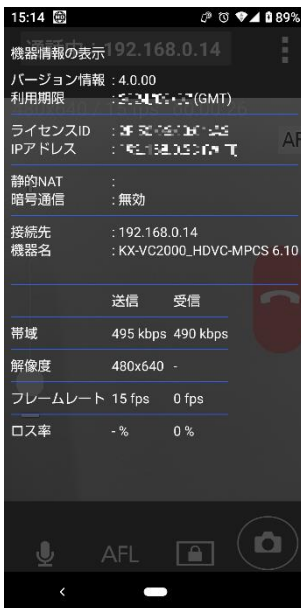 15:14 89%
通話中 192.168.0.14
機器情報の表示
バージョン情報 : 4.0.00
利用期限 : (GMT)
ライセンスID :
IPアドレス :
静的NAT :
暗号通信 : 無効
接続先 : 192.168.0.14
機器名 : KX-VC2000_HDVC-MPCS 6.10
送信 受信
帯域 495 kbps 490 kbps
解像度 480x640 -
フレームレート 15 fps 0 fps
ロス率 - % 0 %
AFL